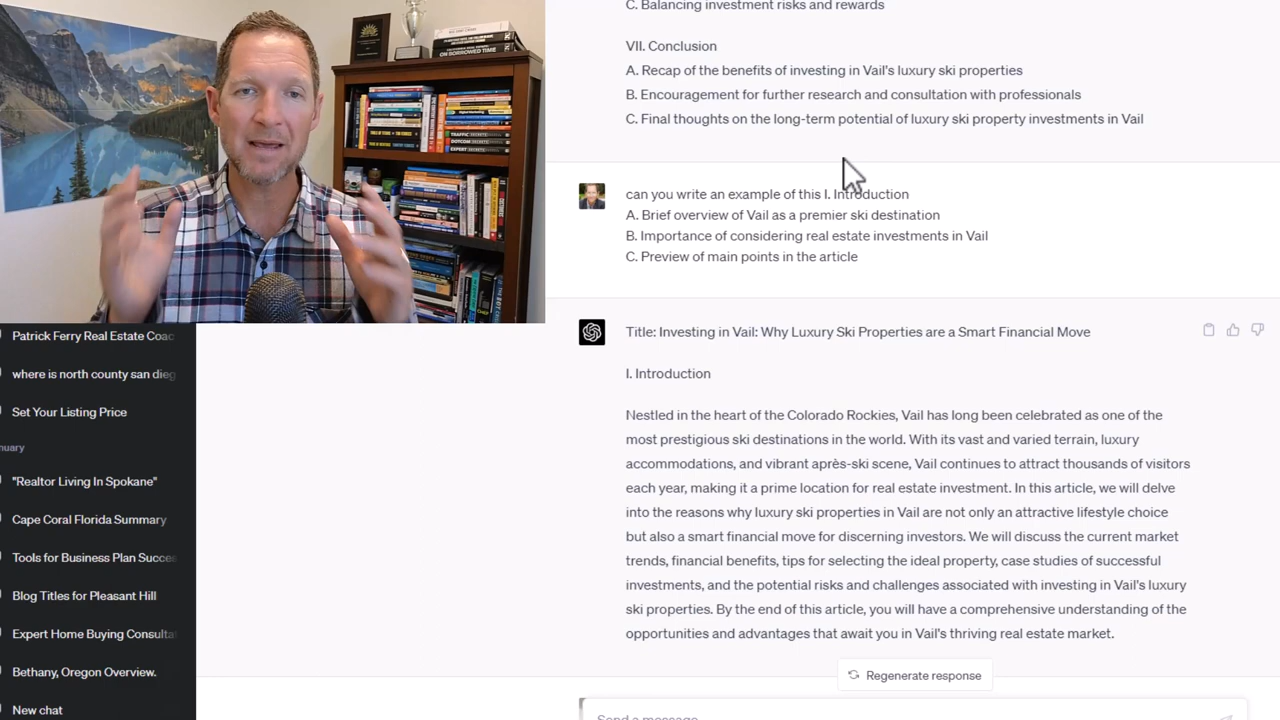 C. Balancing investment risks and rewards
VII. Conclusion
A. Recap of the benefits of investing in Vail's luxury ski properties
B. Encouragement for further research and consultation with professionals
C. Final thoughts on the long-term potential of luxury ski property investments in Vail
can you write an example of this I. Introduction
A. Brief overview of Vail as a premier ski destination
B. Importance of considering real estate investments in Vail
C. Preview of main points in the article
Title: Investing in Vail: Why Luxury Ski Properties are a Smart Financial Move
I. Introduction
Nestled in the heart of the Colorado Rockies, Vail has long been celebrated as one of the
most prestigious ski destinations in the world. With its vast and varied terrain, luxury
accommodations, and vibrant après-ski scene, Vail continues to attract thousands of visitors
each year, making it a prime location for real estate investment. In this article, we will delve
into the reasons why luxury ski properties in Vail are not only an attractive lifestyle choice
but also a smart financial move for discerning investors. We will discuss the current market
trends, financial benefits, tips for selecting the ideal property, case studies of successful
investments, and the potential risks and challenges associated with investing in Vail's luxury
ski properties. By the end of this article, you will have a comprehensive understanding of the
opportunities and advantages that await you in Vail's thriving real estate market.
Regenerate response
Send a message
Patrick Ferry Real Estate Coac
where is north county san dieg
Set Your Listing Price
nuary
"Realtor Living In Spokane"
Cape Coral Florida Summary
Tools for Business Plan Succes
Blog Titles for Pleasant Hill
Expert Home Buying Consulta
Bethany, Oregon Overview.
New chat
ON BORROWED TIME
TRAFFIC
SECRETS
DOTCOM
SECRETS
EXPERT SECRETS